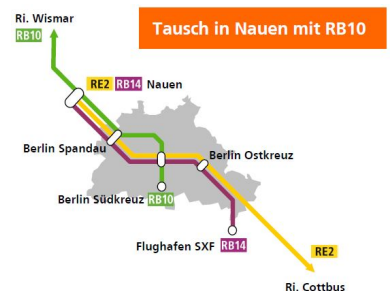 Ri. Wismar
RB10
Tausch in Nauen mit RB10
RE2 RB14 Nauen
Berlin Spandau
Berlin Ostkreuz
Berlin Südkreuz RB10
Flughafen SXF RB14
RE2
Ri. Cottbus